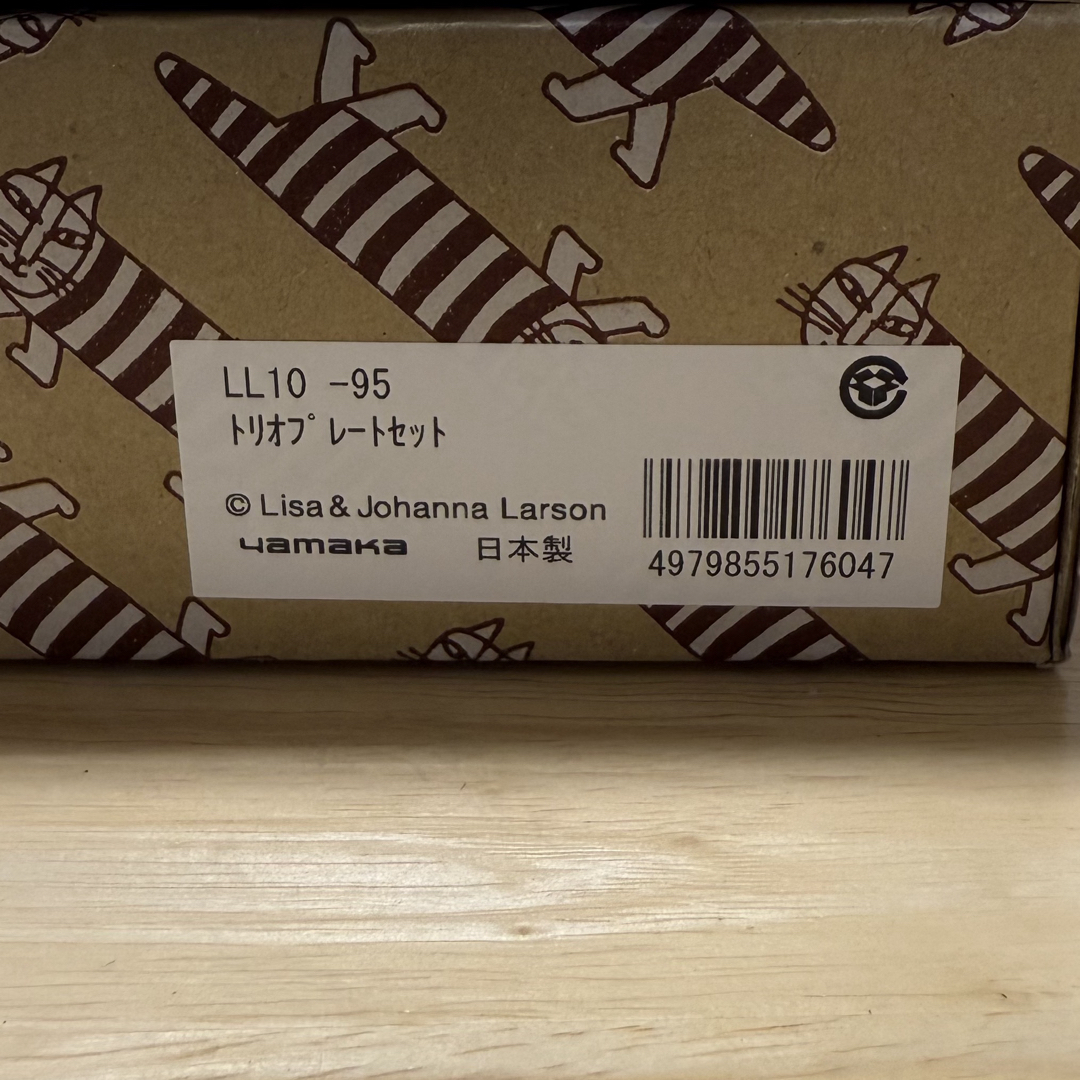 LL10 -95
ﾄﾘｵﾌﾟﾚｰﾄｾｯﾄ
© Lisa & Johanna Larson
yamaka 日本製
4979855176047